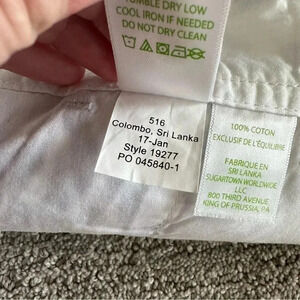 TUMBLE DRY LOW
COOL IRON IF NEEDED
DO NOT DRY CLEAN
516
Colombo, Sri Lanka
17-Jan
Style 19277
PO 045840-1
100% COTON
EXCLUSIF DE L'ÉQUILIBRE
FABRIQUÉ EN
SRI LANKA
SUGARTOWN WORLDWIDE
LLC
800 THIRD AVENUE
KING OF PRUSSIA, PA